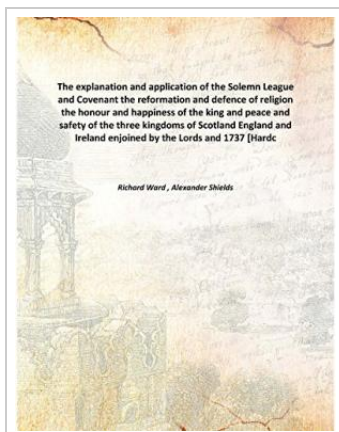 The explanation and application of the Solemn League
and Covenant the reformation and defence of religion
the honour and happiness of the king and peace and
safety of the three kingdoms of Scotland England and
Ireland enjoined by the Lords and 1737 [Hardc
Richard Ward , Alexander Shields